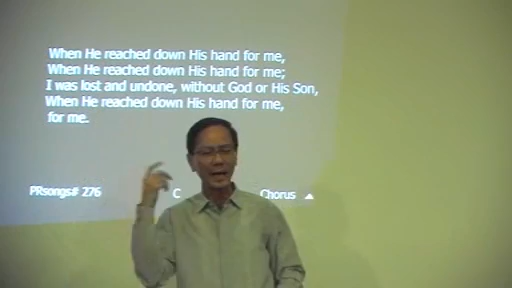 When He reached down His hand for me,
When He reached down His hand for me;
I was lost and undone, without God or His Son,
When He reached down His hand for me,
for me.
PRsongs# 276 C Chorus ▲